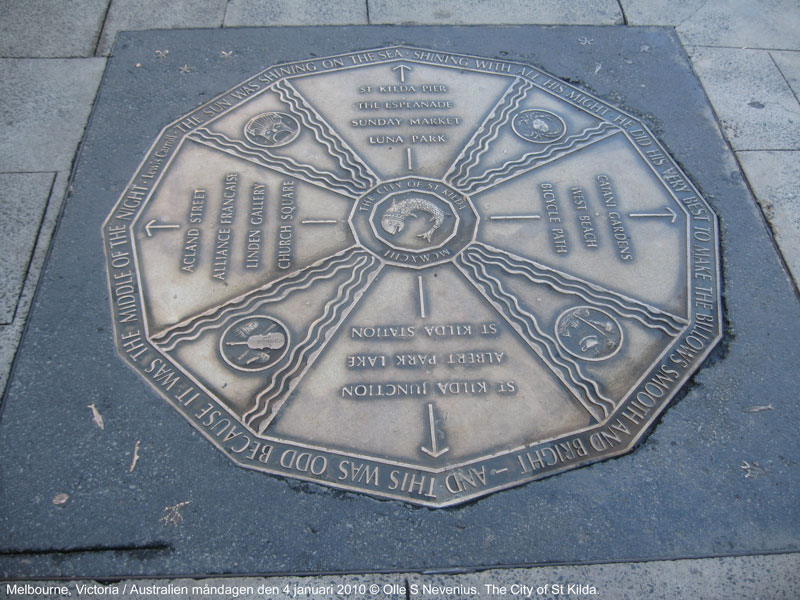 THE SUN WAS SHINING ON THE SEA · SHINING WITH ALL HIS MIGHT · HE DID HIS VERY BEST TO MAKE THE BILLOWS SMOOTH AND BRIGHT – AND · THIS WAS ODD BECAUSE IT WAS THE MIDDLE OF THE NIGHT · Lewis Carroll ·
ST KILDA PIER
THE ESPLANADE
SUNDAY MARKET
LUNA PARK
ACLAND STREET
ALLIANCE FRANÇAISE
LINDEN GALLERY
CHURCH SQUARE
THE CITY OF ST KILDA
MCMXCIII
CATANI GARDENS
WEST BEACH
BICYCLE PATH
ST KILDA STATION
ALBERT PARK LAKE
ST. KILDA JUNCTION
Melbourne, Victoria / Australien måndagen den 4 januari 2010 © Olle S Nevenius. The City of St Kilda.